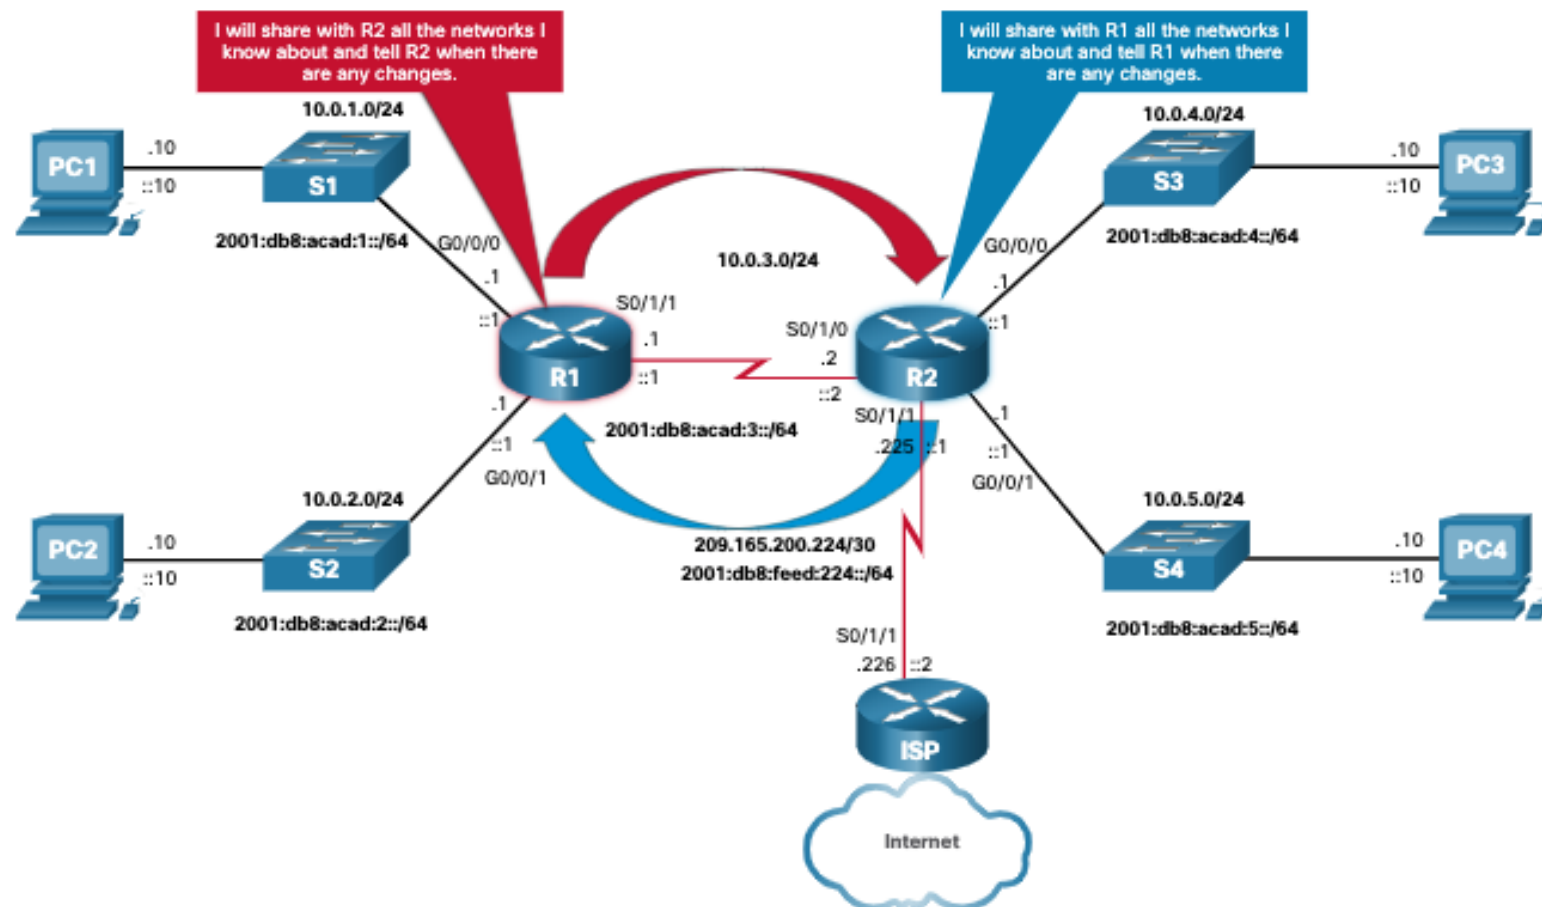 I will share with R2 all the networks I
know about and tell R2 when there
are any changes.
I will share with R1 all the networks I
know about and tell R1 when there
are any changes.
10.0.1.0/24
10.0.4.0/24
PC1
.10
::10
S1
S3
.10
::10
PC3
2001:db8:acad:1::/64
G0/0/0
10.0.3.0/24
G0/0/0
2001:db8:acad:4::/64
.1
::1
S0/1/1
.1
::1
S0/1/0
.2
::2
.1
::1
R1
R2
.1
::1
G0/0/1
2001:db8:acad:3::/64
S0/1/1
.225
::1
.1
::1
G0/0/1
10.0.2.0/24
10.0.5.0/24
PC2
.10
::10
S2
209.165.200.224/30
2001:db8:feed:224::/64
S4
.10
::10
PC4
2001:db8:acad:2::/64
2001:db8:acad:5::/64
S0/1/1
.226
::2
ISP
Internet